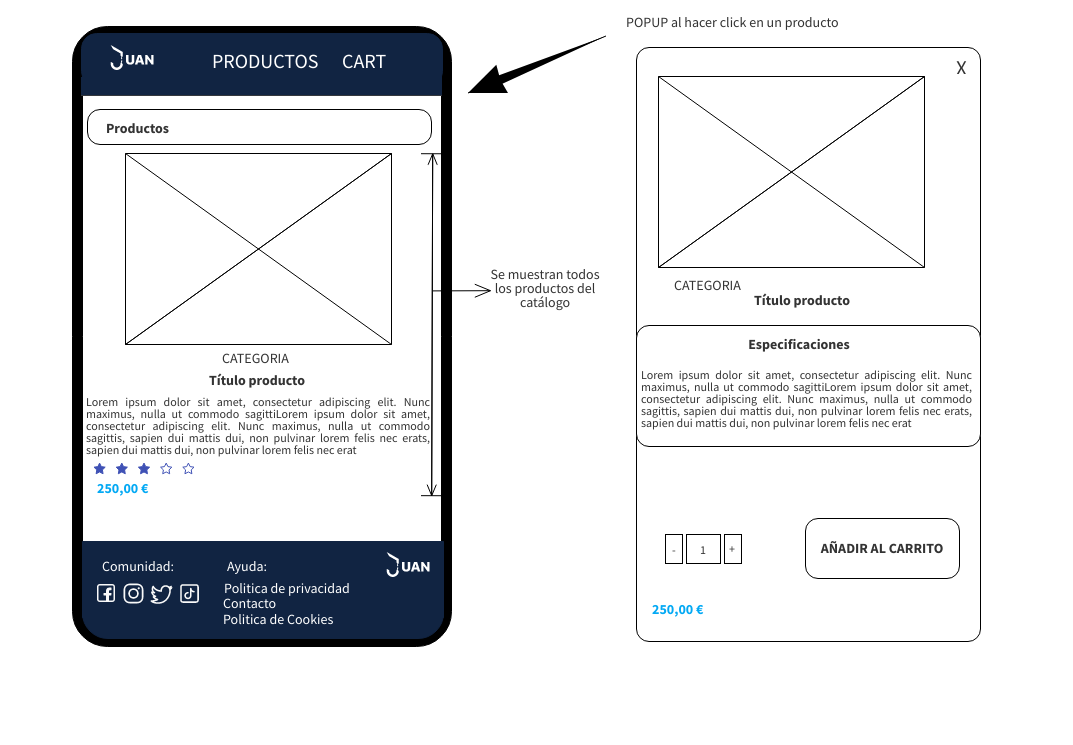 POPUP al hacer click en un producto
JUAN
PRODUCTOS CART
Productos
CATEGORIA
Título producto
Lorem ipsum dolor sit amet, consectetur adipiscing elit. Nunc
maximus, nulla ut commodo sagittiLorem ipsum dolor sit amet,
consectetur adipiscing elit. Nunc maximus, nulla ut commodo
sagittis, sapien dui mattis dui, non pulvinar lorem felis nec erats,
sapien dui mattis dui, non pulvinar lorem felis nec erat
250,00 €
Comunidad:
Ayuda:
Politica de privacidad
Contacto
Politica de Cookies
JUAN
Se muestran todos
los productos del
catálogo
X
CATEGORIA
Título producto
Especificaciones
Lorem ipsum dolor sit amet, consectetur adipiscing elit. Nunc
maximus, nulla ut commodo sagittiLorem ipsum dolor sit amet,
consectetur adipiscing elit. Nunc maximus, nulla ut commodo
sagittis, sapien dui mattis dui, non pulvinar lorem felis nec erats,
sapien dui mattis dui, non pulvinar lorem felis nec erat
- 1 +
AÑADIR AL CARRITO
250,00 €